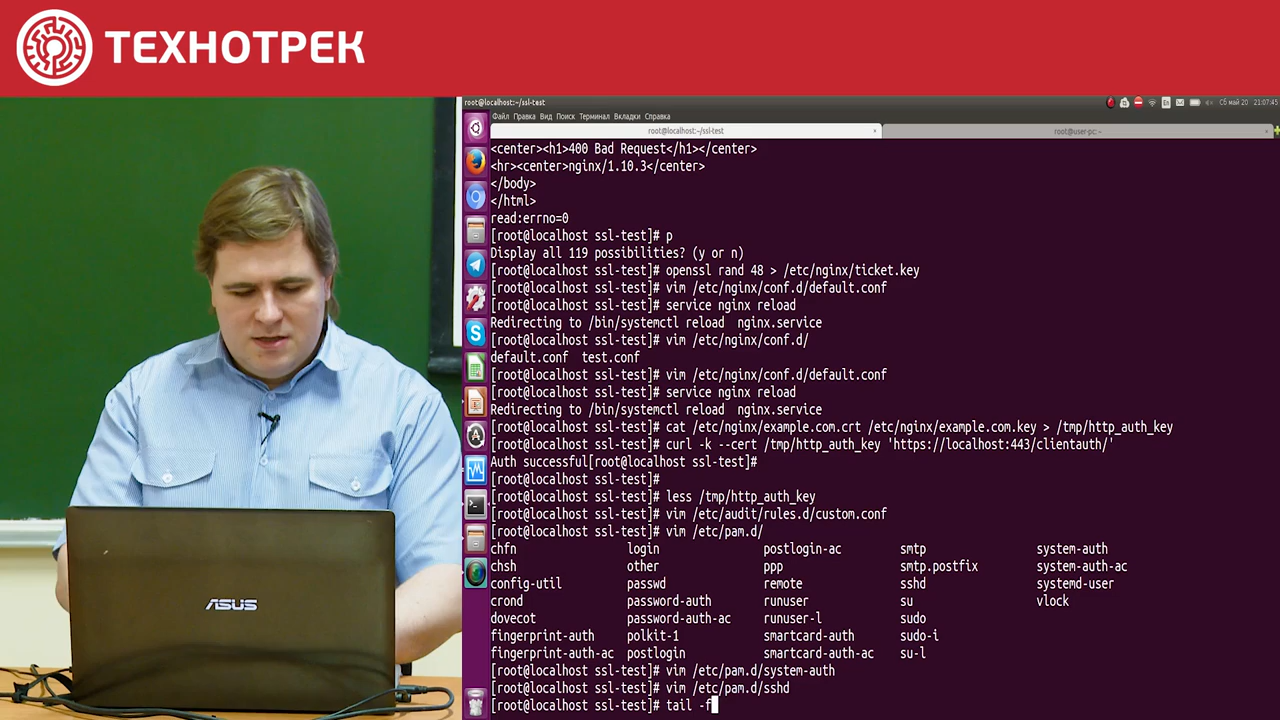 ТЕХНОТРЕК
root@localhost:~/ssl-test
Сб май 20 21:07:45
Файл Правка Вид Поиск Терминал Вкладки Справка
root@localhost:~/ssl-test
root@user-pc: ~
<center><h1>400 Bad Request</h1></center>
<hr><center>nginx/1.10.3</center>
</body>
</html>
read:errno=0
[root@localhost ssl-test]# p
Display all 119 possibilities? (y or n)
[root@localhost ssl-test]# openssl rand 48 > /etc/nginx/ticket.key
[root@localhost ssl-test]# vim /etc/nginx/conf.d/default.conf
[root@localhost ssl-test]# service nginx reload
Redirecting to /bin/systemctl reload  nginx.service
[root@localhost ssl-test]# vim /etc/nginx/conf.d/
default.conf  test.conf
[root@localhost ssl-test]# vim /etc/nginx/conf.d/default.conf
[root@localhost ssl-test]# service nginx reload
Redirecting to /bin/systemctl reload  nginx.service
[root@localhost ssl-test]# cat /etc/nginx/example.com.crt /etc/nginx/example.com.key > /tmp/http_auth_key
[root@localhost ssl-test]# curl -k --cert /tmp/http_auth_key 'https://localhost:443/clientauth/'
Auth successful[root@localhost ssl-test]#
[root@localhost ssl-test]#
[root@localhost ssl-test]# less /tmp/http_auth_key
[root@localhost ssl-test]# vim /etc/audit/rules.d/custom.conf
[root@localhost ssl-test]# vim /etc/pam.d/
chfn login postlogin-ac smtp system-auth
chsh other ppp smtp.postfix system-auth-ac
config-util passwd remote sshd systemd-user
crond password-auth runuser su vlock
dovecot password-auth-ac runuser-l sudo
fingerprint-auth polkit-1 smartcard-auth sudo-i
fingerprint-auth-ac postlogin smartcard-auth-ac su-l
[root@localhost ssl-test]# vim /etc/pam.d/system-auth
[root@localhost ssl-test]# vim /etc/pam.d/sshd
[root@localhost ssl-test]# tail -f
ASUS